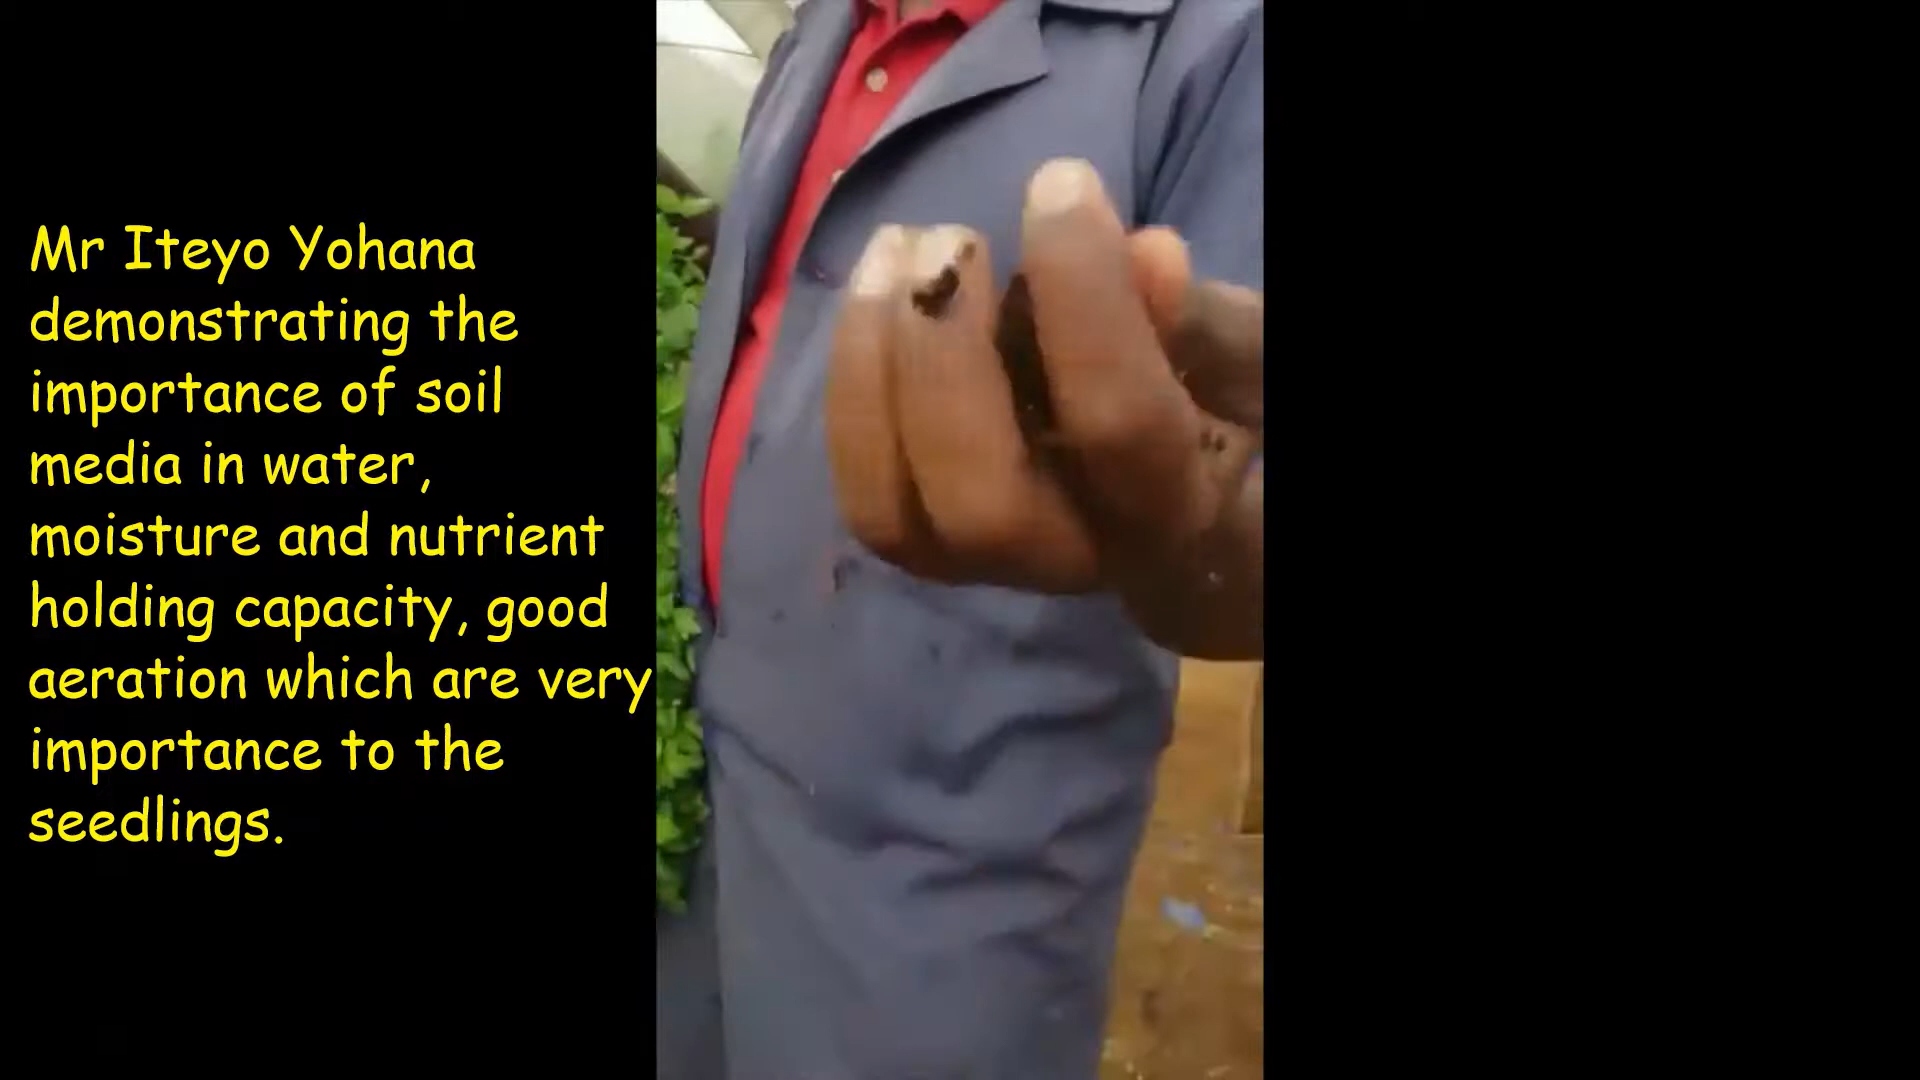 Mr Iteyo Yohana
demonstrating the
importance of soil
media in water,
moisture and nutrient
holding capacity, good
aeration which are very
importance to the
seedlings.